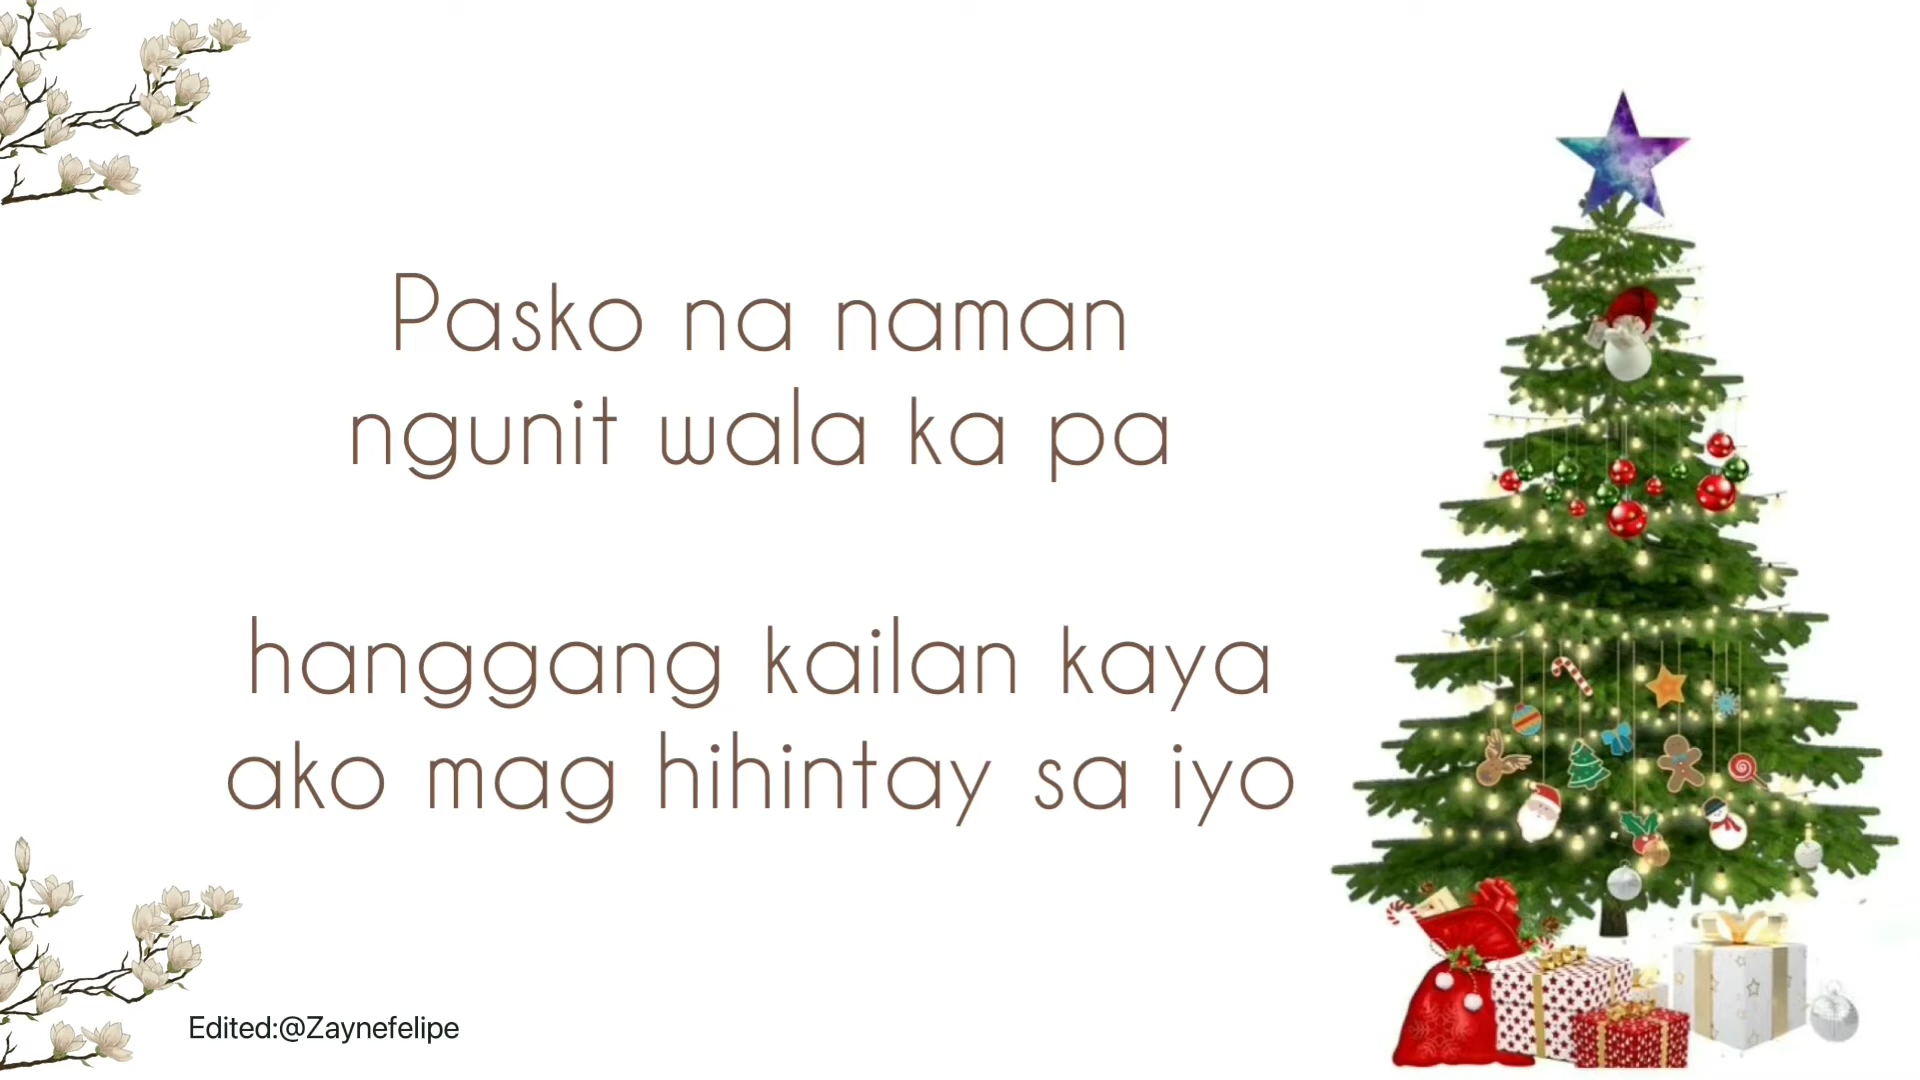 Pasko na naman
ngunit wala ka pa
hanggang kailan kaya
ako mag hihintay sa iyo
Edited:@Zaynefelipe